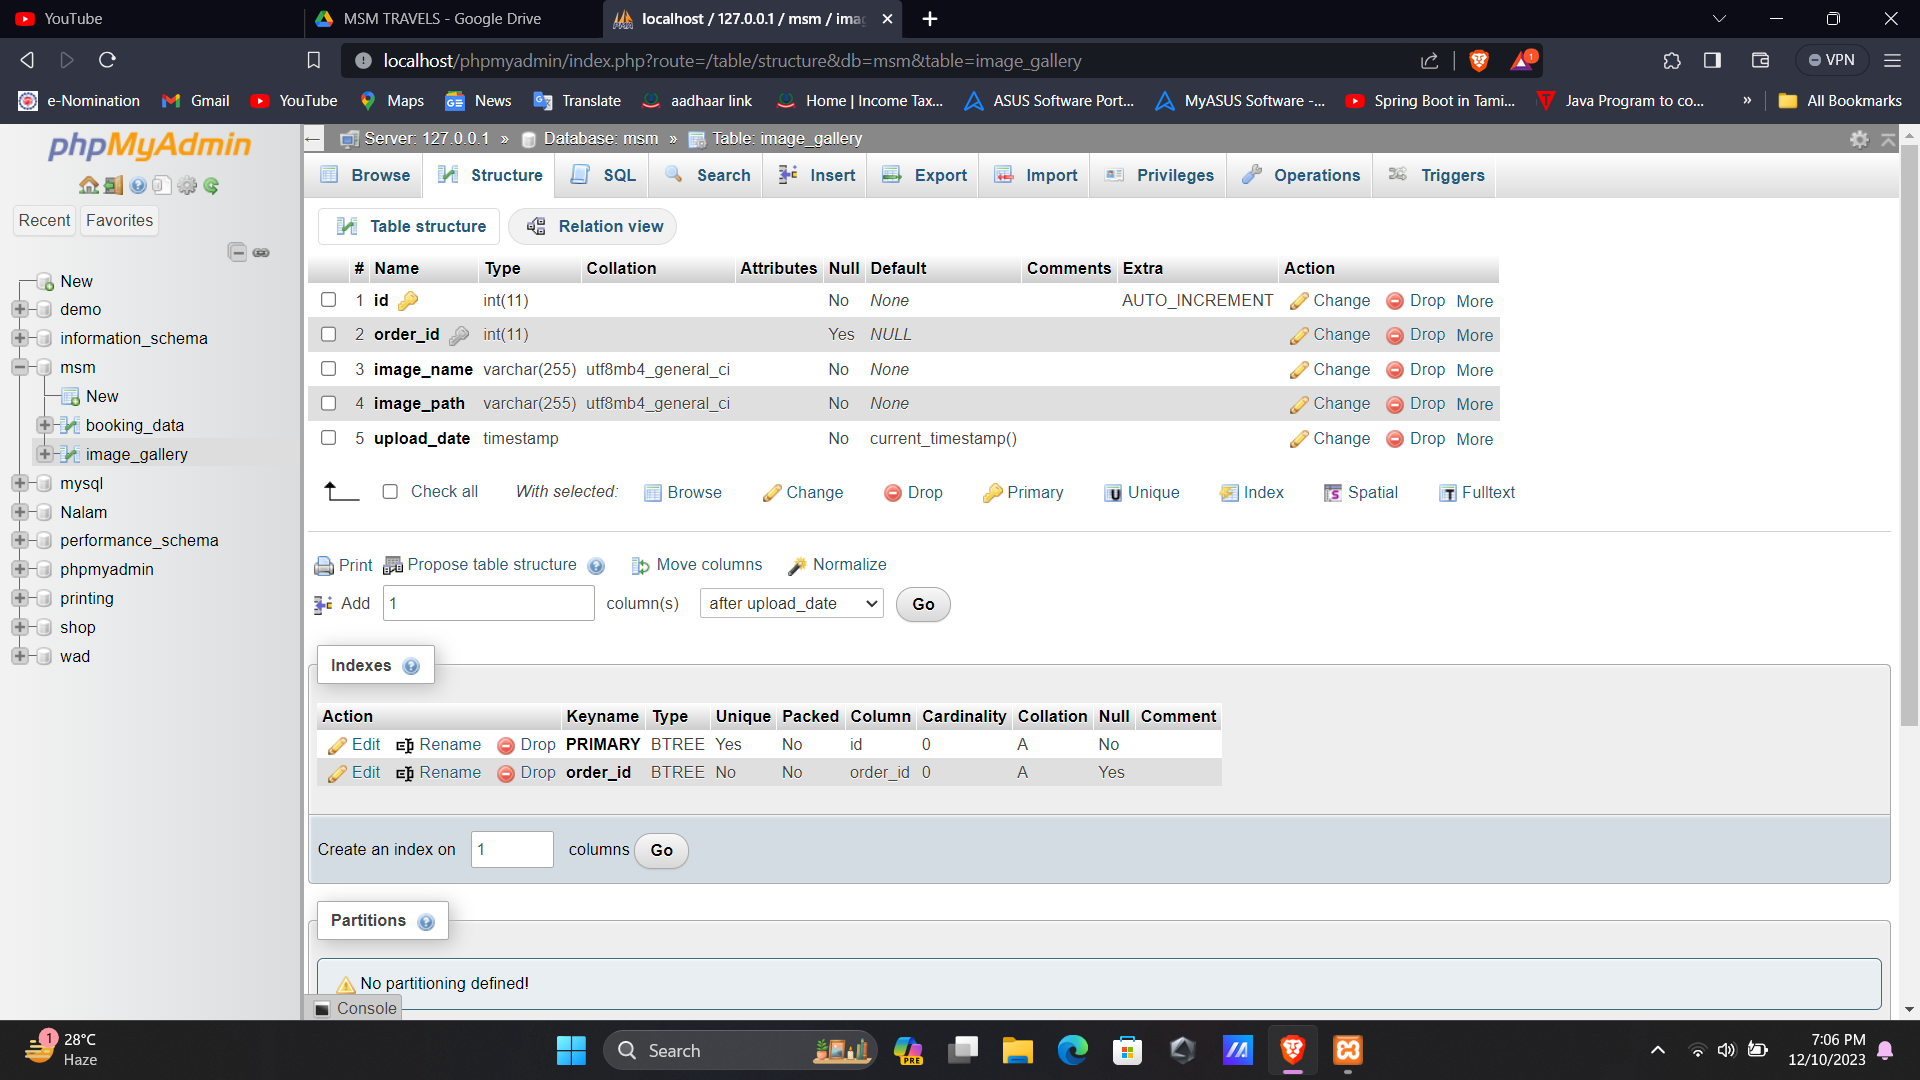 YouTube
MSM TRAVELS - Google Drive
localhost / 127.0.0.1 / msm / ima
localhost/phpmyadmin/index.php?route=/table/structure&db=msm&table=image_gallery
1
VPN
e-Nomination
Gmail
YouTube
Maps
News
Translate
aadhaar link
Home | Income Tax...
ASUS Software Port...
MyASUS Software -...
Spring Boot in Tami...
Java Program to co...
»
All Bookmarks
phpMyAdmin
Recent
Favorites
New
demo
information_schema
msm
New
booking_data
image_gallery
mysql
Nalam
performance_schema
phpmyadmin
printing
shop
wad
Server: 127.0.0.1 » Database: msm » Table: image_gallery
Browse
Structure
SQL
Search
Insert
Export
Import
Privileges
Operations
Triggers
Table structure
Relation view
# Name Type Collation Attributes Null Default Comments Extra Action
1 id int(11) No None AUTO_INCREMENT Change Drop More
2 order_id int(11) Yes NULL Change Drop More
3 image_name varchar(255) utf8mb4_general_ci No None Change Drop More
4 image_path varchar(255) utf8mb4_general_ci No None Change Drop More
5 upload_date timestamp No current_timestamp() Change Drop More
Check all With selected: Browse Change Drop Primary Unique Index Spatial Fulltext
Print Propose table structure Move columns Normalize
Add 1 column(s) after upload_date Go
Indexes
Action Keyname Type Unique Packed Column Cardinality Collation Null Comment
Edit Rename Drop PRIMARY BTREE Yes No id 0 A No
Edit Rename Drop order_id BTREE No No order_id 0 A Yes
Create an index on 1 columns Go
Partitions
No partitioning defined!
Console
1
28°C
Haze
Search
PRE
7:06 PM
12/10/2023